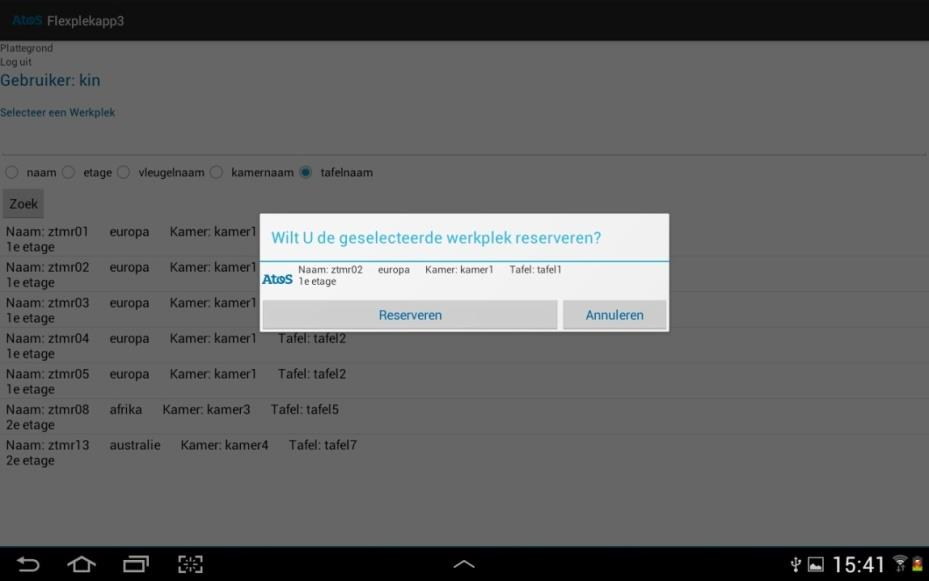 AtoS Flexplekapp3
Plattegrond
Log uit
Gebruiker: kin
Selecteer een Werkplek
naam etage vleugelnaam kamernaam tafelnaam
Zoek
Naam: ztmr01 europa Kamer: kamer1
1e etage
Naam: ztmr02 europa Kamer: kamer1
1e etage
Naam: ztmr03 europa Kamer: kamer1
1e etage
Naam: ztmr04 europa Kamer: kamer1 Tafel: tafel2
1e etage
Naam: ztmr05 europa Kamer: kamer1 Tafel: tafel2
1e etage
Naam: ztmr08 afrika Kamer: kamer3 Tafel: tafel5
2e etage
Naam: ztmr13 australie Kamer: kamer4 Tafel: tafel7
2e etage
Wilt U de geselecteerde werkplek reserveren?
AtoS Naam: ztmr02 europa Kamer: kamer1 Tafel: tafel1
1e etage
Reserveren Annuleren
15:41